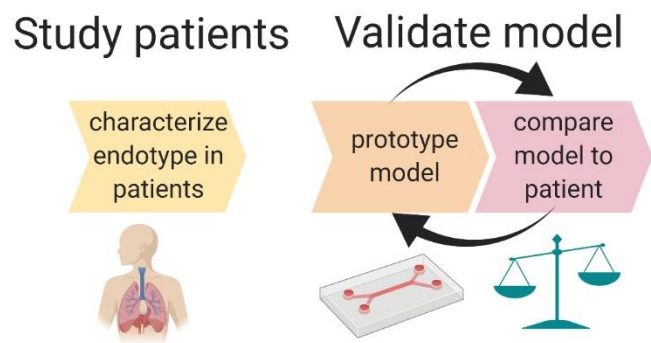 Study patients
Validate model
characterize
endotype in
patients
prototype
model
compare
model to
patient